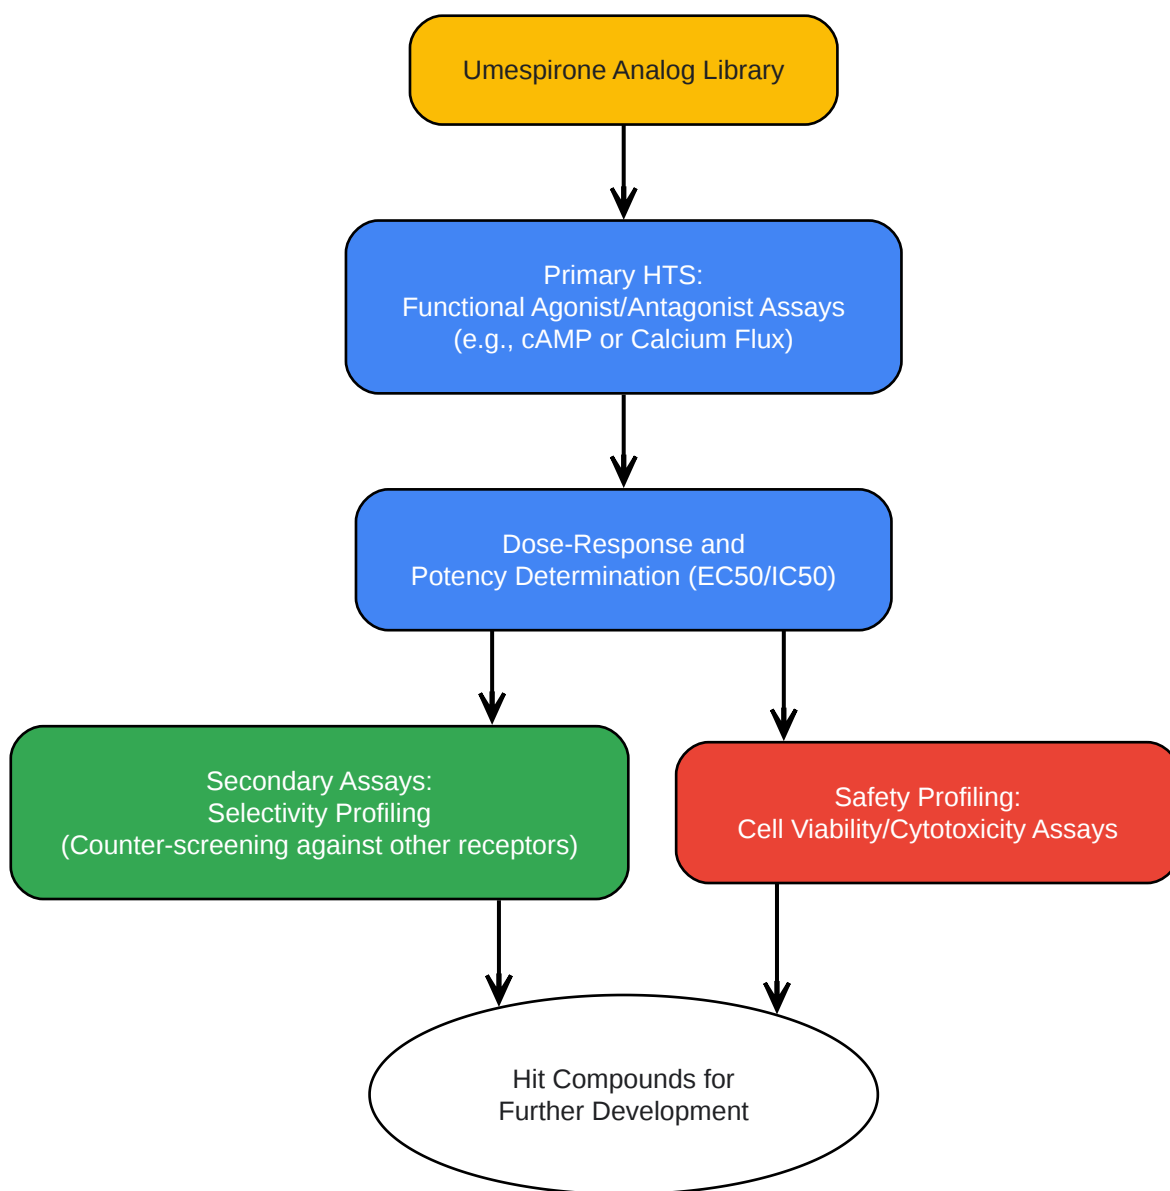 Umespirone Analog Library
Primary HTS:
Functional Agonist/Antagonist Assays
(e.g., cAMP or Calcium Flux)
Dose-Response and
Potency Determination (EC50/IC50)
Secondary Assays:
Selectivity Profiling
(Counter-screening against other receptors)
Safety Profiling:
Cell Viability/Cytotoxicity Assays
Hit Compounds for
Further Development